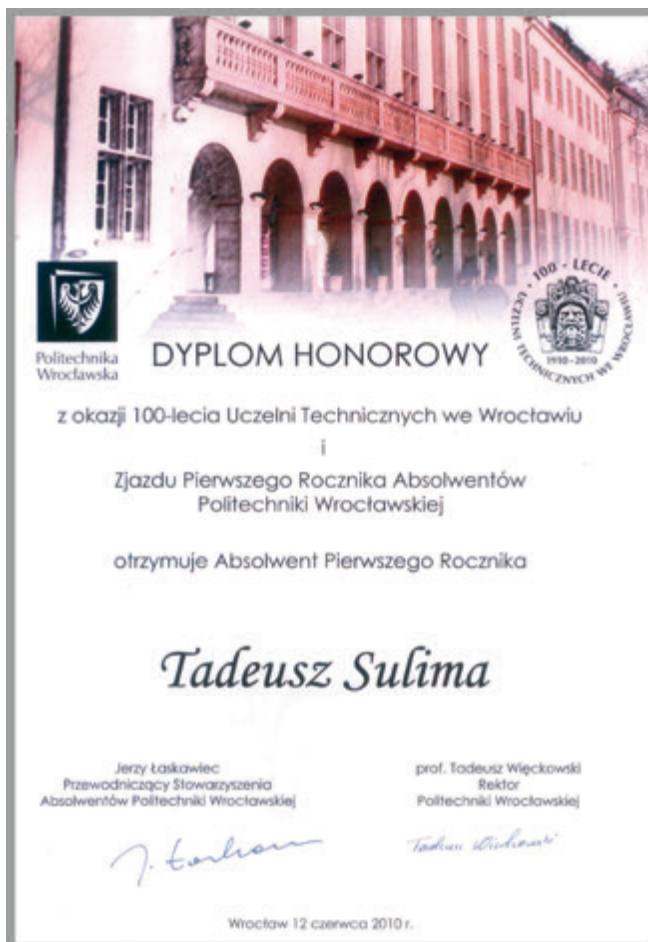 Politechnika
Wrocławska
100-LECIE
UCZELNI TECHNICZNYCH WE WROCŁAWIU
1910-2010
DYPLOM HONOROWY
z okazji 100-lecia Uczelni Technicznych we Wrocławiu
i
Zjazdu Pierwszego Rocznika Absolwentów
Politechniki Wrocławskiej
otrzymuje Absolwent Pierwszego Rocznika
Tadeusz Sulima
Jerzy Łaskawiec
Przewodniczący Stowarzyszenia
Absolwentów Politechniki Wrocławskiej
prof. Tadeusz Więckowski
Rektor
Politechniki Wrocławskiej
Wrocław 12 czerwca 2010 r.